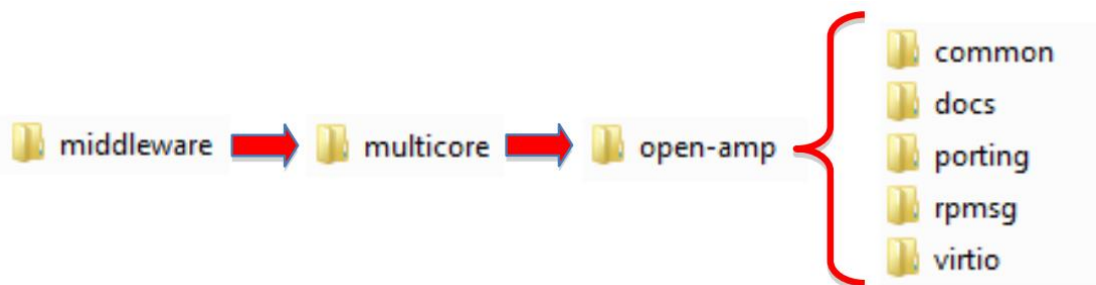 middleware
multicore
open-amp
common
docs
porting
rpmsg
virtio